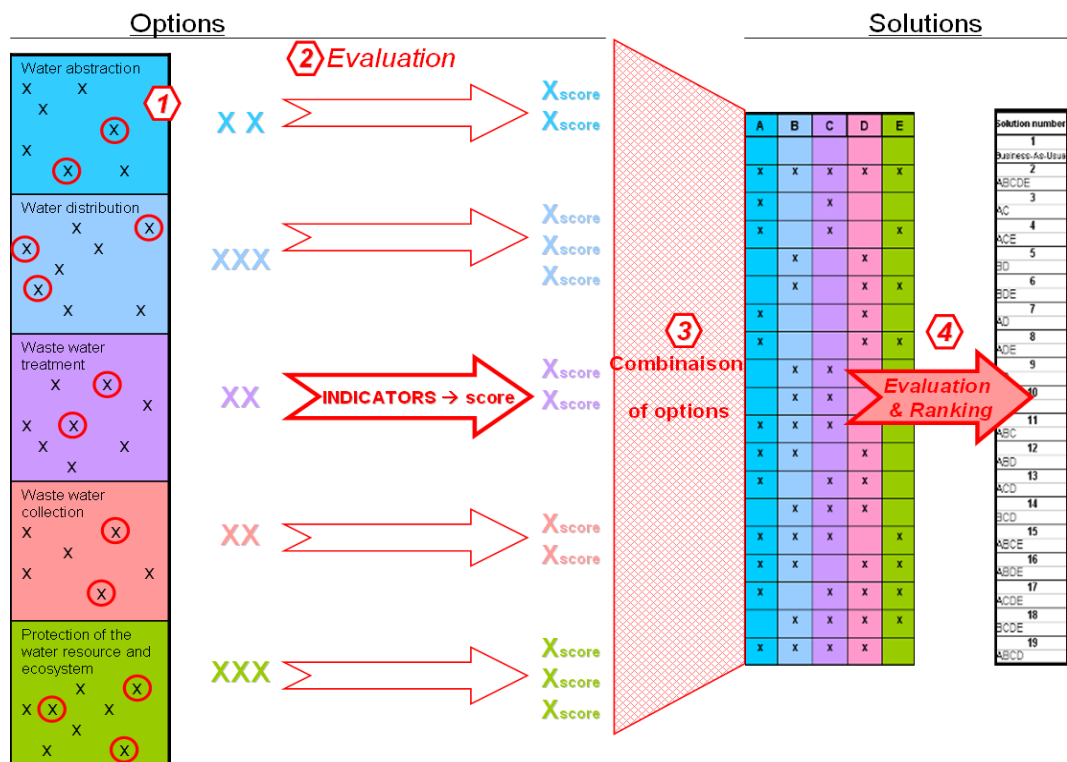 Options
Solutions
Water abstraction
X X
X
X
X
X X
1
Water distribution
X X
X X
X
X
X X
Waste water
treatment
X X
X
X X
X X
X
Waste water
collection
X X
X
X X
X
Protection of the
water resource and
ecosystem
X X
X X X
X
X X
2 Evaluation
X X
XXX
XX
INDICATORS → score
XX
XXX
Xscore
Xscore
Xscore
Xscore
Xscore
Xscore
Xscore
Xscore
Xscore
Xscore
Xscore
Xscore
3
Combinaison
of options
A B C D E
x x x x x
x x
x x x
x x
x x x
x x
x x x
x x
x x
x x x
x x x
x x x
x x x
x x x x
x x x x
x x x x
x x x x
x x x x
4
Evaluation
& Ranking
Solution number
1
Business-As-Usua
2
ABCDE
3
AC
4
ACE
5
BD
6
BDE
7
AD
8
ADE
9
10
11
ABC
12
ABD
13
ACD
14
BCD
15
ABCE
16
ABDE
17
ACDE
18
BCDE
19
ABCD